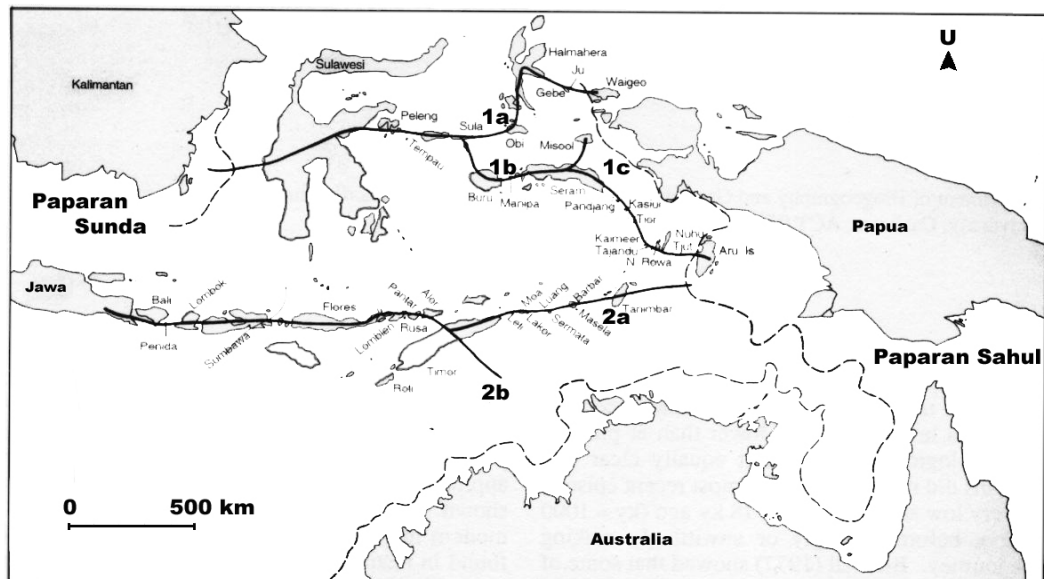 Halmahera
U
Sulawesi
Ju
Waigeo
Kalimantan
Gebe
Peleng
1a
Sula
Obi
Misool
Tempau
1b
1c
Seram
Buru
Manipa
Pandjang
Kasiui
Tior
Paparan
Sunda
Papua
Kaimeer
Tajandu
N. Rowa
Nuhu
Tjut
Aru Is
Jawa
Bali
Lombok
Flores
Pantar
Alor
Moa
Luang
Barbar
Penida
Sumbawa
Lomblen
Rusa
Leti
Lakor
Sermata
Masela
2a
Tanimbar
Timor
Roti
2b
Paparan Sahul
0
500 km
Australia